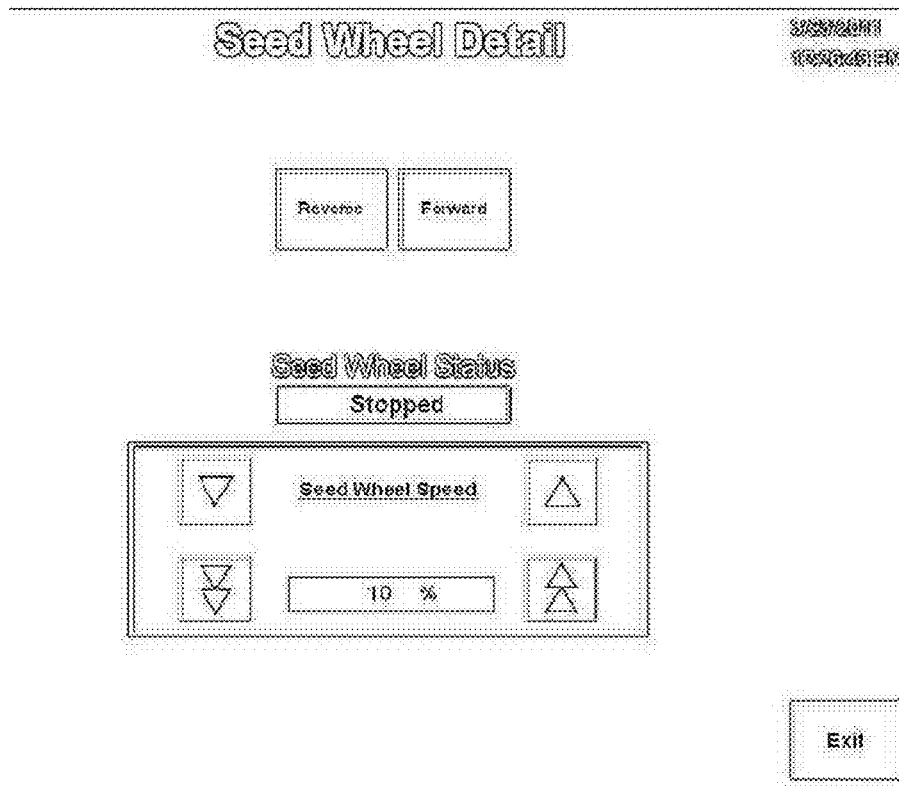 Seed Wheel Detail
Reverse
Forward
Seed Wheel Status
Stopped
Seed Wheel Speed
10 %
Exit